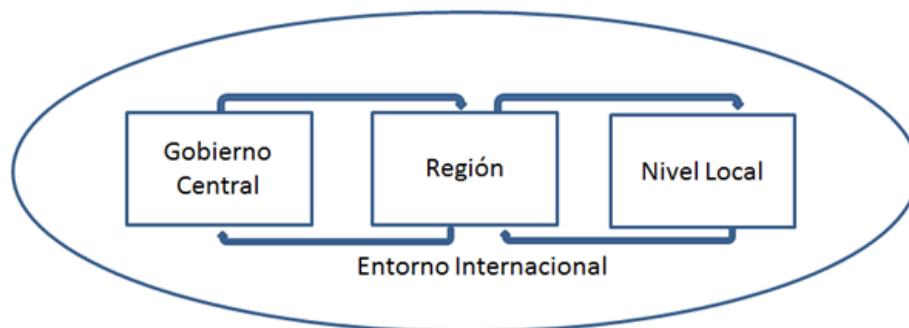 Gobierno
Central
Región
Nivel Local
Entorno Internacional